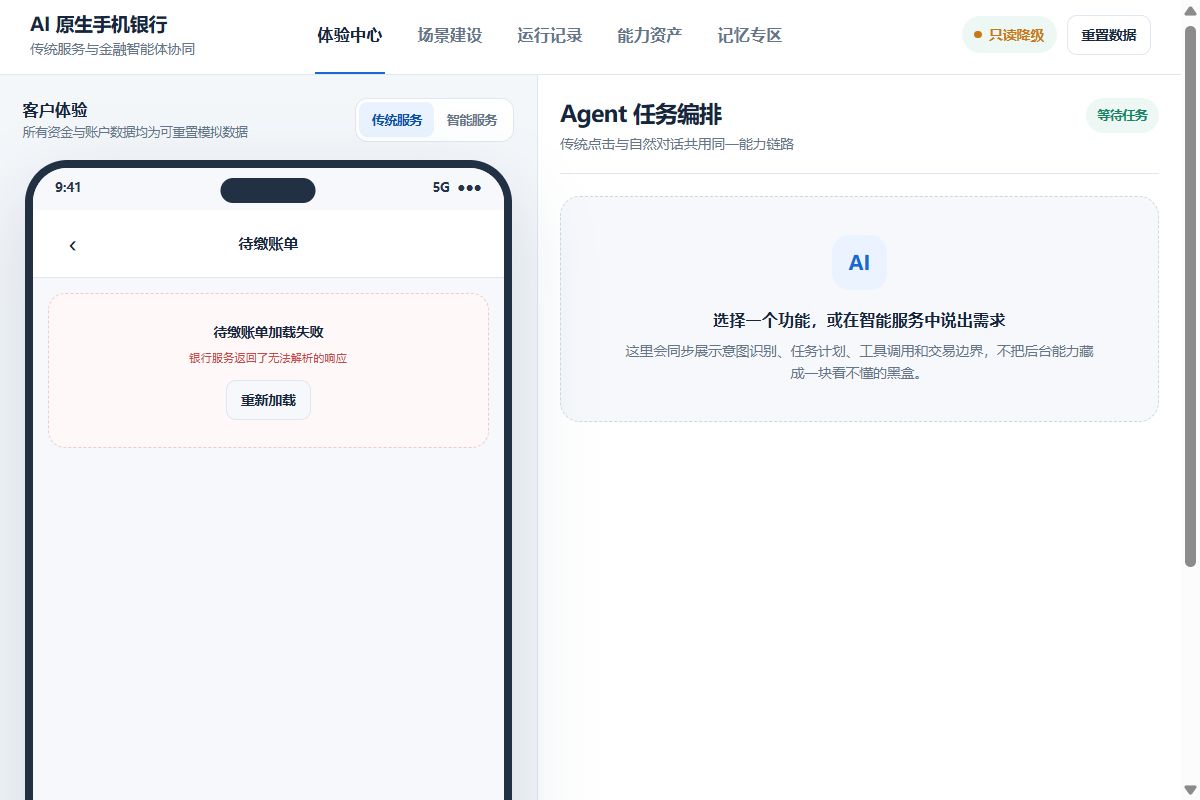 AI 原生手机银行
传统服务与金融智能体协同
体验中心
场景建设
运行记录
能力资产
记忆专区
只读降级
重置数据
客户体验
所有资金与账户数据均为可重置模拟数据
传统服务
智能服务
9:41
5G
待缴账单
待缴账单加载失败
银行服务返回了无法解析的响应
重新加载
Agent 任务编排
传统点击与自然对话共用同一能力链路
等待任务
AI
选择一个功能，或在智能服务中说出需求
这里会同步展示意图识别、任务计划、工具调用和交易边界，不把后台能力藏
成一块看不懂的黑盒。